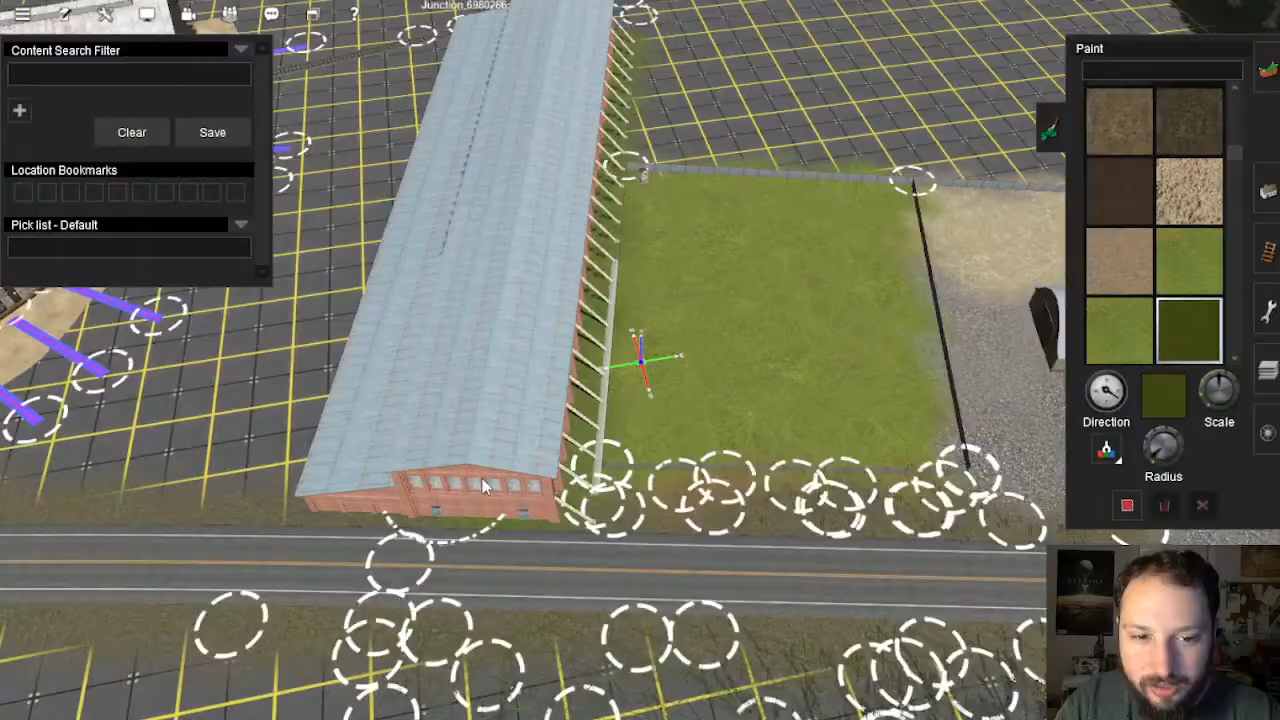 Junction_6980266:
Content Search Filter
Clear
Save
Location Bookmarks
Pick list - Default
Paint
Direction
Scale
Radius